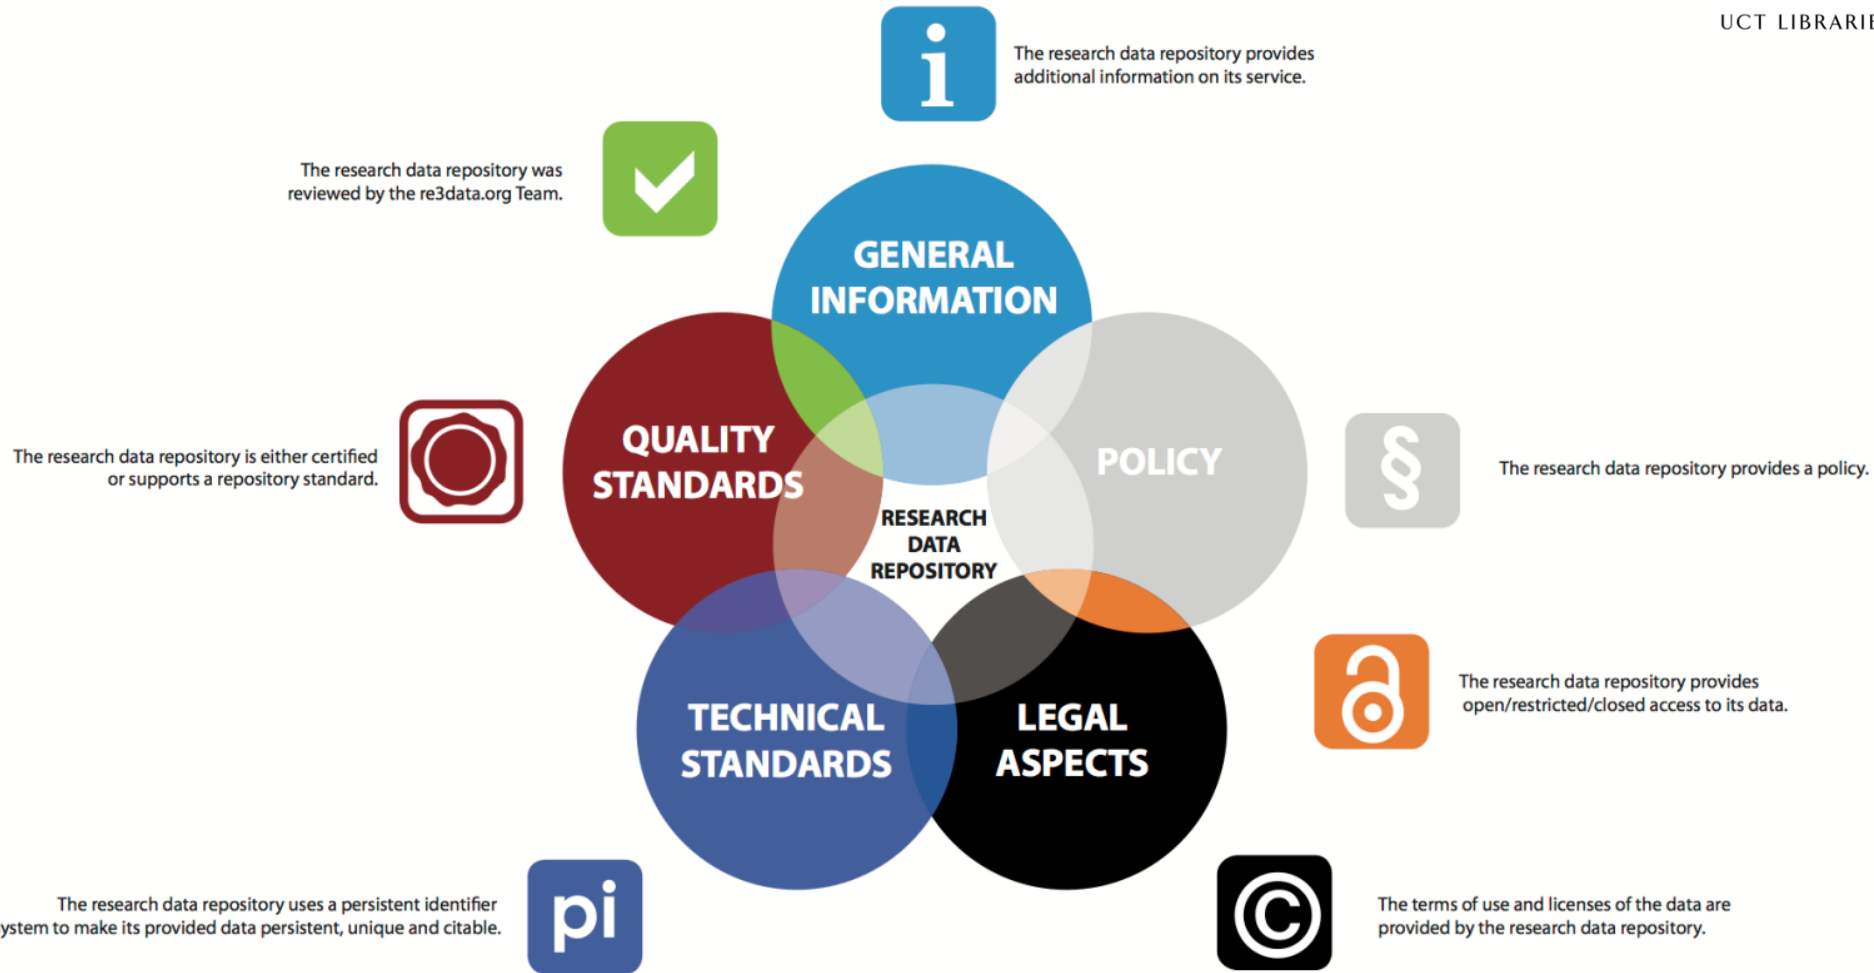 UCT LIBRARIE
i
The research data repository provides
additional information on its service.
The research data repository was
reviewed by the re3data.org Team.
GENERAL
INFORMATION
QUALITY
STANDARDS
POLICY
The research data repository is either certified
or supports a repository standard.
§
The research data repository provides a policy.
RESEARCH
DATA
REPOSITORY
The research data repository provides
open/restricted/closed access to its data.
TECHNICAL
STANDARDS
LEGAL
ASPECTS
The research data repository uses a persistent identifier
ystem to make its provided data persistent, unique and citable.
pi
©
The terms of use and licenses of the data are
provided by the research data repository.